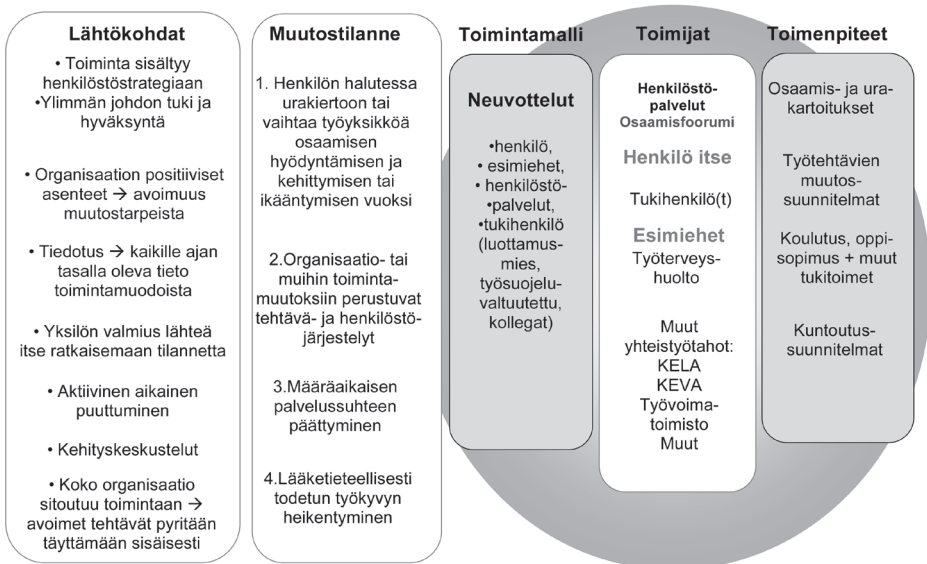 Lähtökohdat
• Toiminta sisältyy
henkilöstöstrategiaan
•Ylimmän johdon tuki ja
hyväksyntä
• Organisaation positiiviset
asenteet → avoimuus
muutostarpeista
• Tiedotus → kaikille ajan
tasalla oleva tieto
toimintamuodoista
• Yksilön valmius lähteä
itse ratkaisemaan tilannetta
• Aktiivinen aikainen
puuttuminen
• Kehityskeskustelut
• Koko organisaatio
sitoutuu toimintaan →
avoimet tehtävät pyritään
täyttämään sisäisesti
Muutostilanne
1. Henkilön halutessa
urakiertoon tai
vaihtaa työyksikköä
osaamisen
hyödyntämisen ja
kehittymisen tai
ikääntymisen vuoksi
2.Organisaatio- tai
muihin toiminta-
muutoksiin perustuvat
tehtävä- ja henkilöstö-
järjestelyt
3.Määräaikaisen
palvelussuhteen
päättyminen
4.Lääketieteellisesti
todetun työkyvyn
heikentyminen
Toimintamalli
Neuvottelut
•henkilö,
• esimiehet,
• henkilöstö-
•palvelut,
•tukihenkilö
(luottamus-
mies,
työsuojelu-
valtuutettu,
kollegat)
Toimijat
Henkilöstö-
palvelut
Osaamisfoorumi
Henkilö itse
Tukihenkilö(t)
Esimiehet
Työterveys-
huolto
Muut
yhteistyötahot:
KELA
KEVA
Työvoima-
toimisto
Muut
Toimenpiteet
Osaamis- ja ura-
kartoitukset
Työtehtävien
muutos-
suunnitelmat
Koulutus, oppi-
sopimus + muut
tukitoimet
Kuntoutus-
suunnitelmat